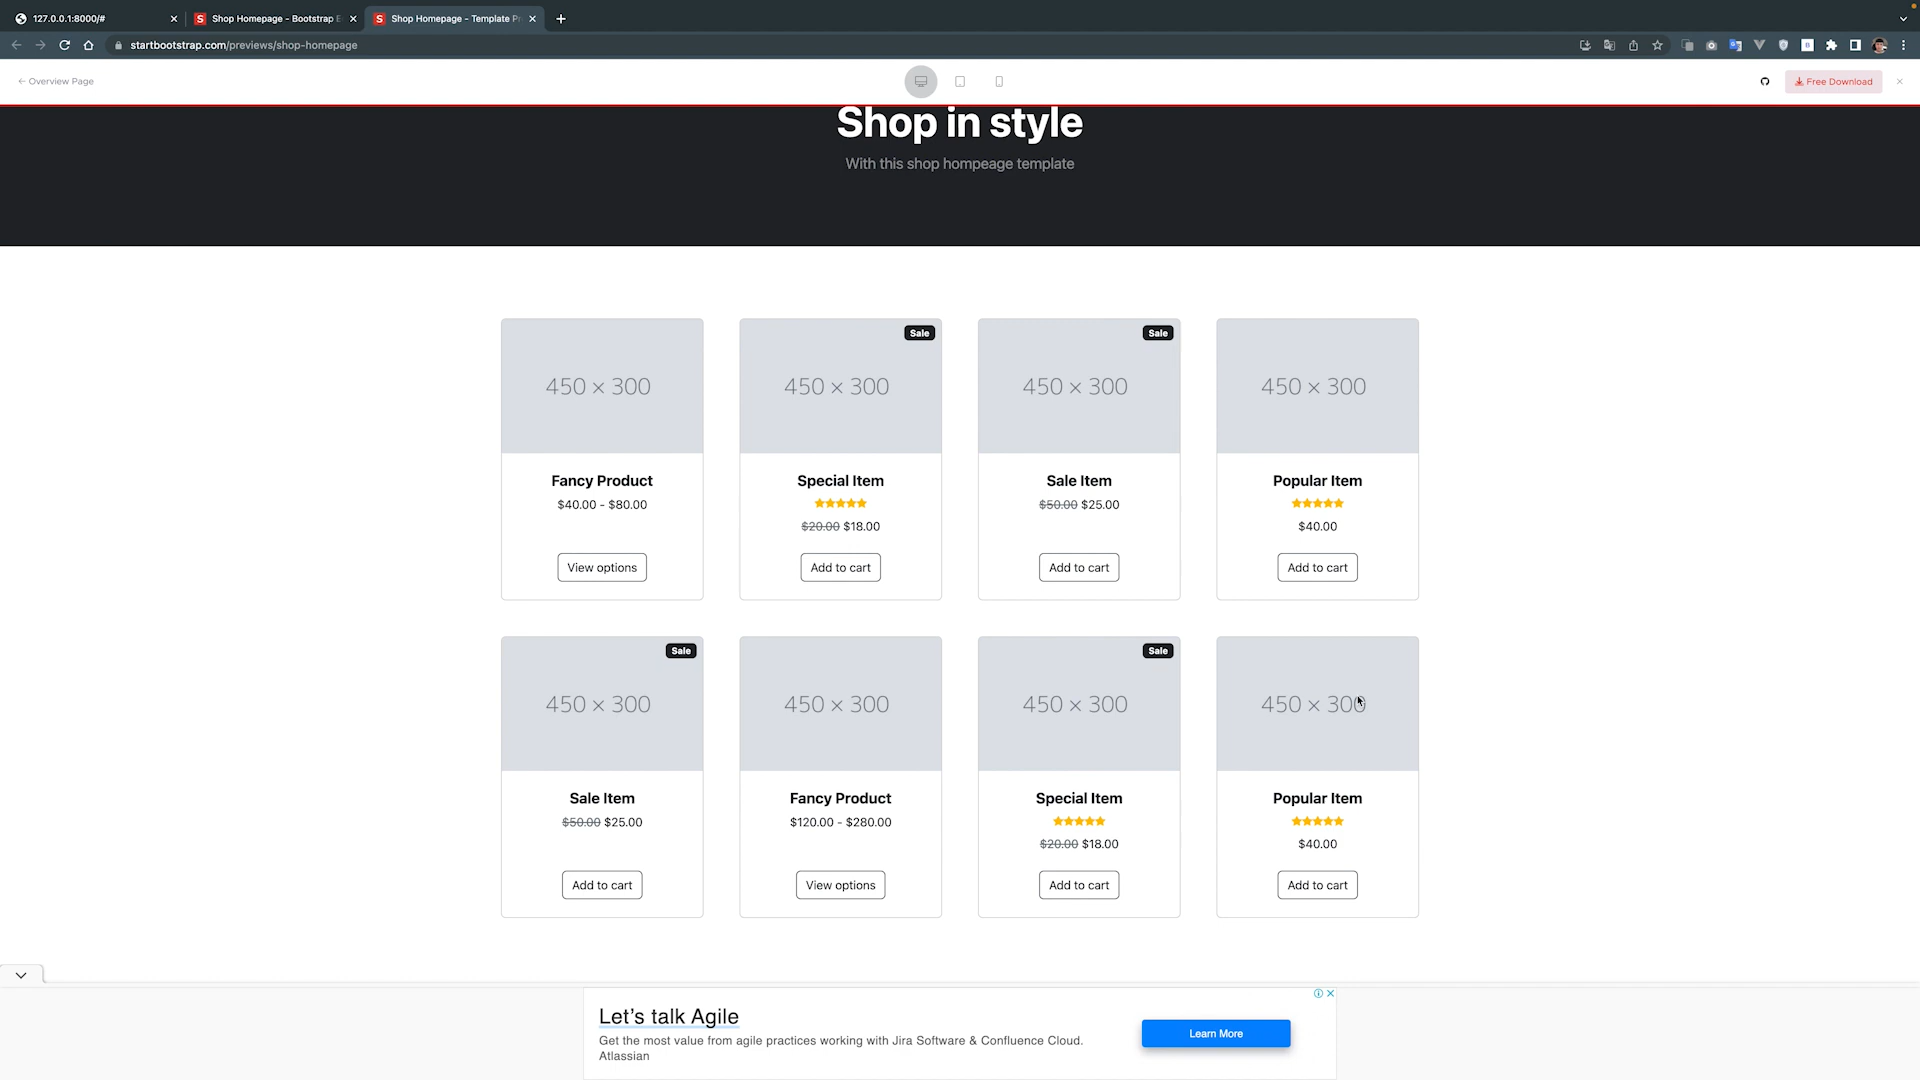 127.0.0.1:8000/#
Shop Homepage - Bootstrap E
Shop Homepage - Template Pr
startbootstrap.com/previews/shop-homepage
← Overview Page
Free Download
Shop in style
With this shop hompeage template
450 × 300
Sale
450 × 300
Sale
450 × 300
450 × 300
Fancy Product
$40.00 - $80.00
View options
Special Item
$20.00 $18.00
Add to cart
Sale Item
$50.00 $25.00
Add to cart
Popular Item
$40.00
Add to cart
Sale
450 × 300
450 × 300
Sale
450 × 300
450 × 300
Sale Item
$50.00 $25.00
Add to cart
Fancy Product
$120.00 - $280.00
View options
Special Item
$20.00 $18.00
Add to cart
Popular Item
$40.00
Add to cart
Let's talk Agile
Get the most value from agile practices working with Jira Software & Confluence Cloud.
Atlassian
Learn More